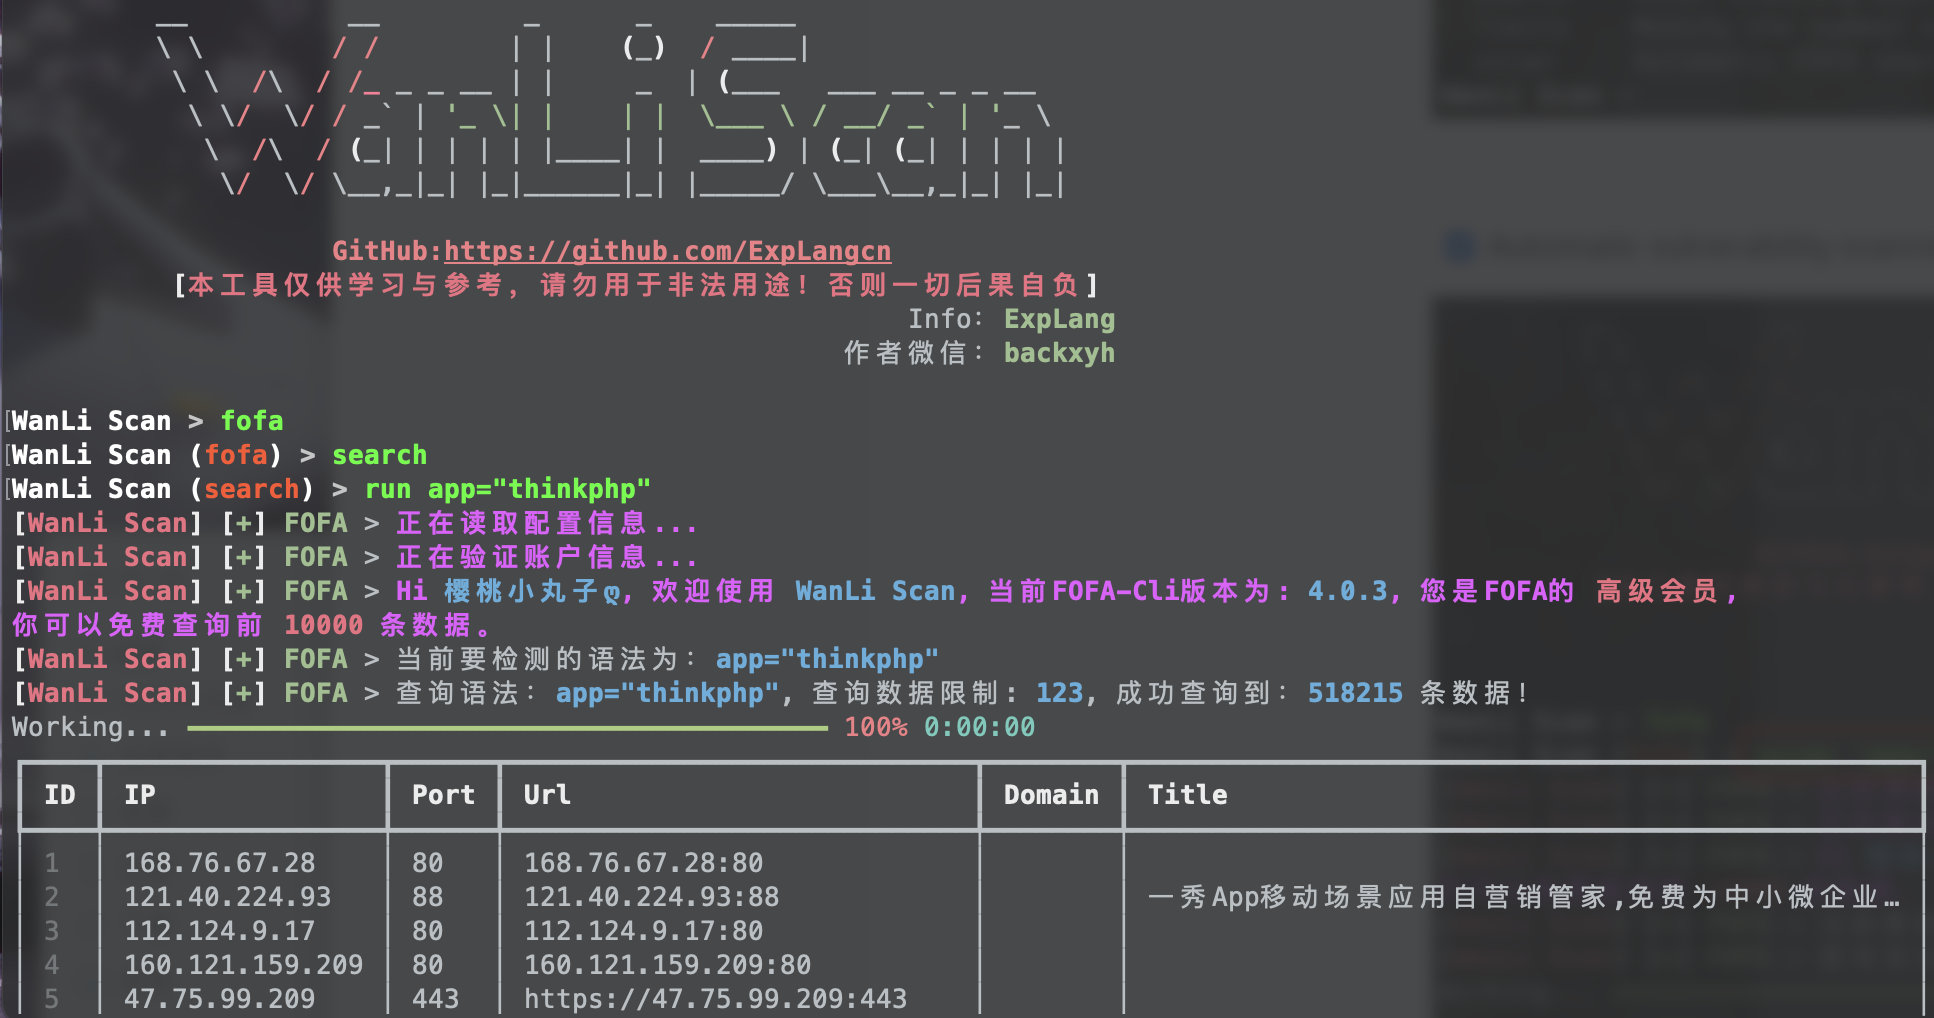 WanLi Scan
GitHub:https://github.com/ExpLangcn
[本工具仅供学习与参考, 请勿用于非法用途! 否则一切后果自负]
Info: ExpLang
作者微信: backxyh
WanLi Scan > fofa
WanLi Scan (fofa) > search
WanLi Scan (search) > run app="thinkphp"
[WanLi Scan] [+] FOFA > 正在读取配置信息...
[WanLi Scan] [+] FOFA > 正在验证账户信息...
[WanLi Scan] [+] FOFA > Hi 樱桃小丸子ღ, 欢迎使用 WanLi Scan, 当前FOFA-Cli版本为: 4.0.3, 您是FOFA的 高级会员,
你可以免费查询前 10000 条数据。
[WanLi Scan] [+] FOFA > 当前要检测的语法为: app="thinkphp"
[WanLi Scan] [+] FOFA > 查询语法: app="thinkphp", 查询数据限制: 123, 成功查询到: 518215 条数据!
Working... 100% 0:00:00
ID IP Port Url Domain Title
1 168.76.67.28 80 168.76.67.28:80
2 121.40.224.93 88 121.40.224.93:88 一秀App移动场景应用自营销管家,免费为中小微企业…
3 112.124.9.17 80 112.124.9.17:80
4 160.121.159.209 80 160.121.159.209:80
5 47.75.99.209 443 https://47.75.99.209:443